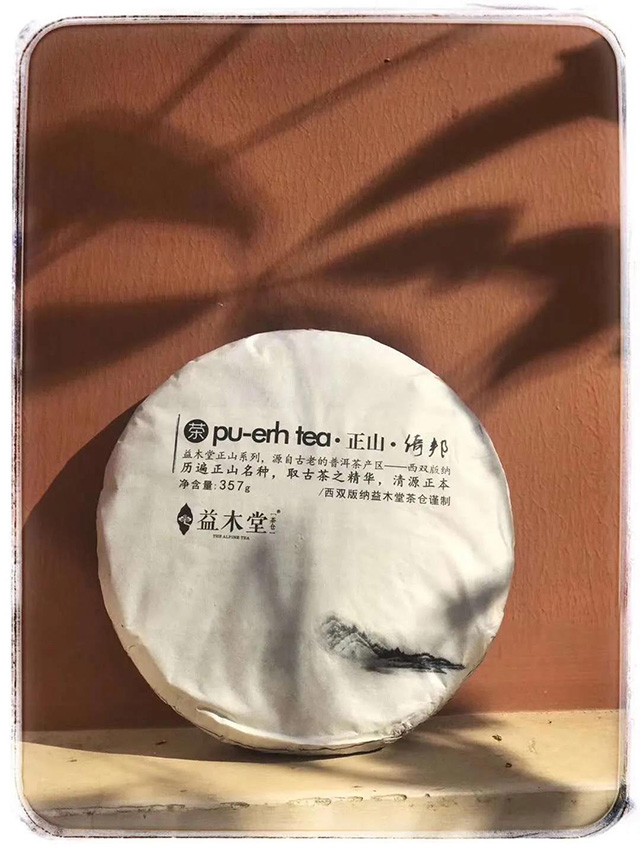 茶 pu-erh tea · 正山 · 倚邦
益木堂正山系列，源自古老的普洱茶产区——西双版纳
历遍正山名种，取古茶之精华，清源正本
净含量: 357g
/西双版纳益木堂茶仓谨制
益木堂 [茶仓]
THE ALPINE TEA